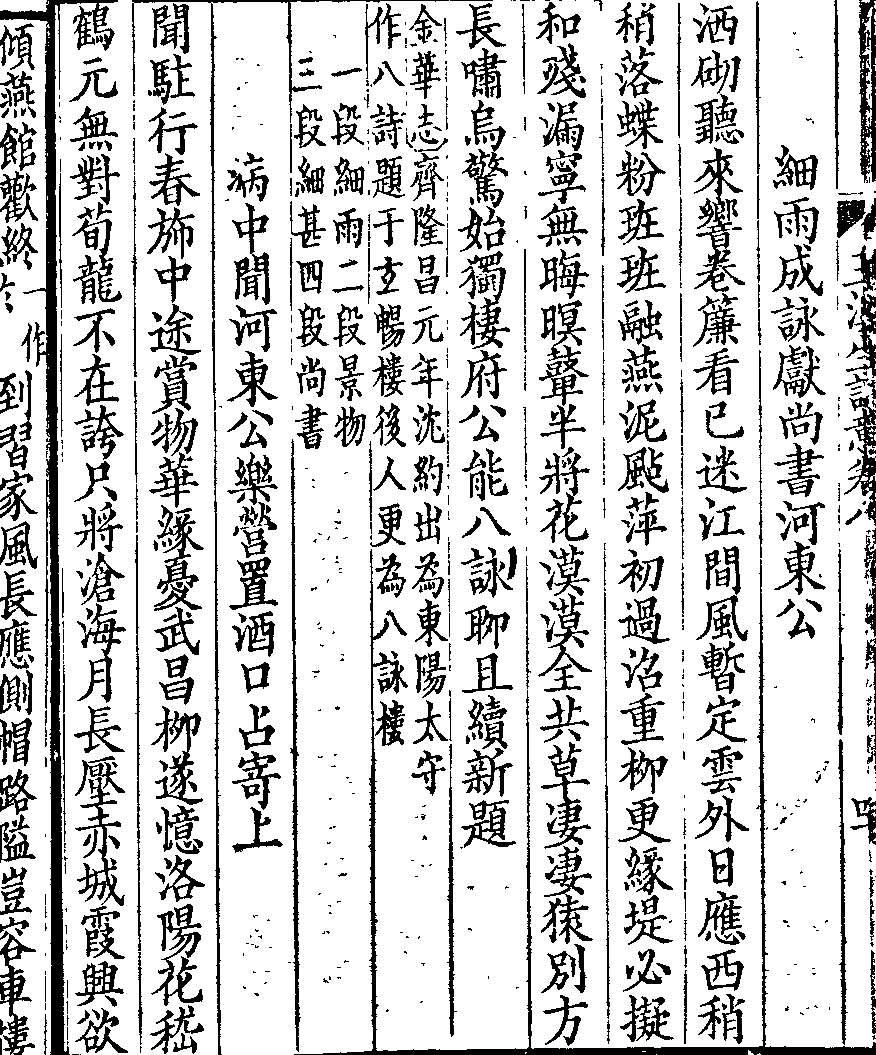 細雨成詠獻尚書河東公
洒砌聽來響卷簾看已迷江間風暫定雲外日應西稍
稍落蝶粉班班融燕泥颭萍初過沼重柳更緣堤必擬
和殘漏寧無晦暝鼙半將花漠漠全共草凄凄猿別方
長嘯烏驚始獨棲府公能八詠聊且續新題
金華志齊隆昌元年沈約出為東陽太守
作八詩題于玄暢樓後人更為八詠樓
一段細雨二段景物
三段細甚四段尚書
病中聞河東公樂營置酒口占寄上
聞駐行春旆中途賞物華緣憂武昌柳遂憶洛陽花嵇
鶴元無對荀龍不在誇只將滄海月長壓赤城霞興欲
傾燕館歡終一作於到習家風長應側帽路隘豈容車樓